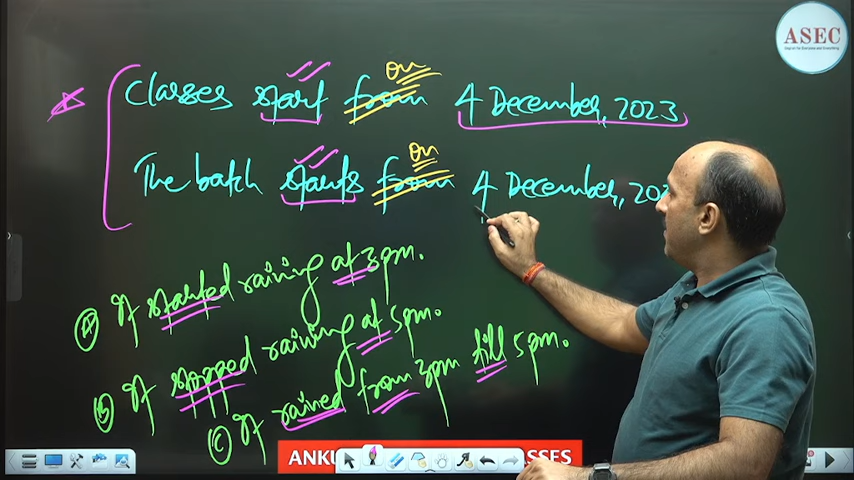 ASEC
on
Classes start from 4 December, 2023
on
The batch starts from 4 December, 202
(A) It started raining at 3pm.
(B) It stopped raining at 5pm.
(C) It rained from 3pm till 5pm.
ANKU SSES